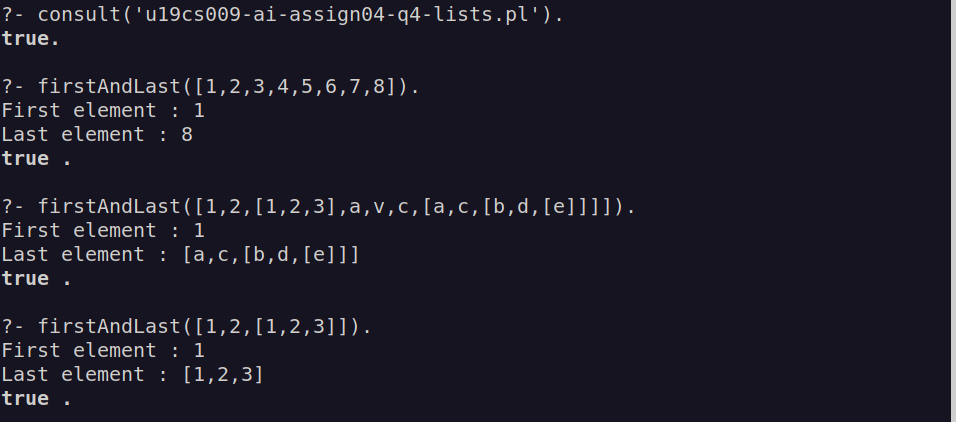 ?- consult('u19cs009-ai-assign04-q4-lists.pl').
true.
?- firstAndLast([1,2,3,4,5,6,7,8]).
First element : 1
Last element : 8
true .
?- firstAndLast([1,2,[1,2,3],a,v,c,[a,c,[b,d,[e]]]]).
First element : 1
Last element : [a,c,[b,d,[e]]]
true .
?- firstAndLast([1,2,[1,2,3]]).
First element : 1
Last element : [1,2,3]
true .